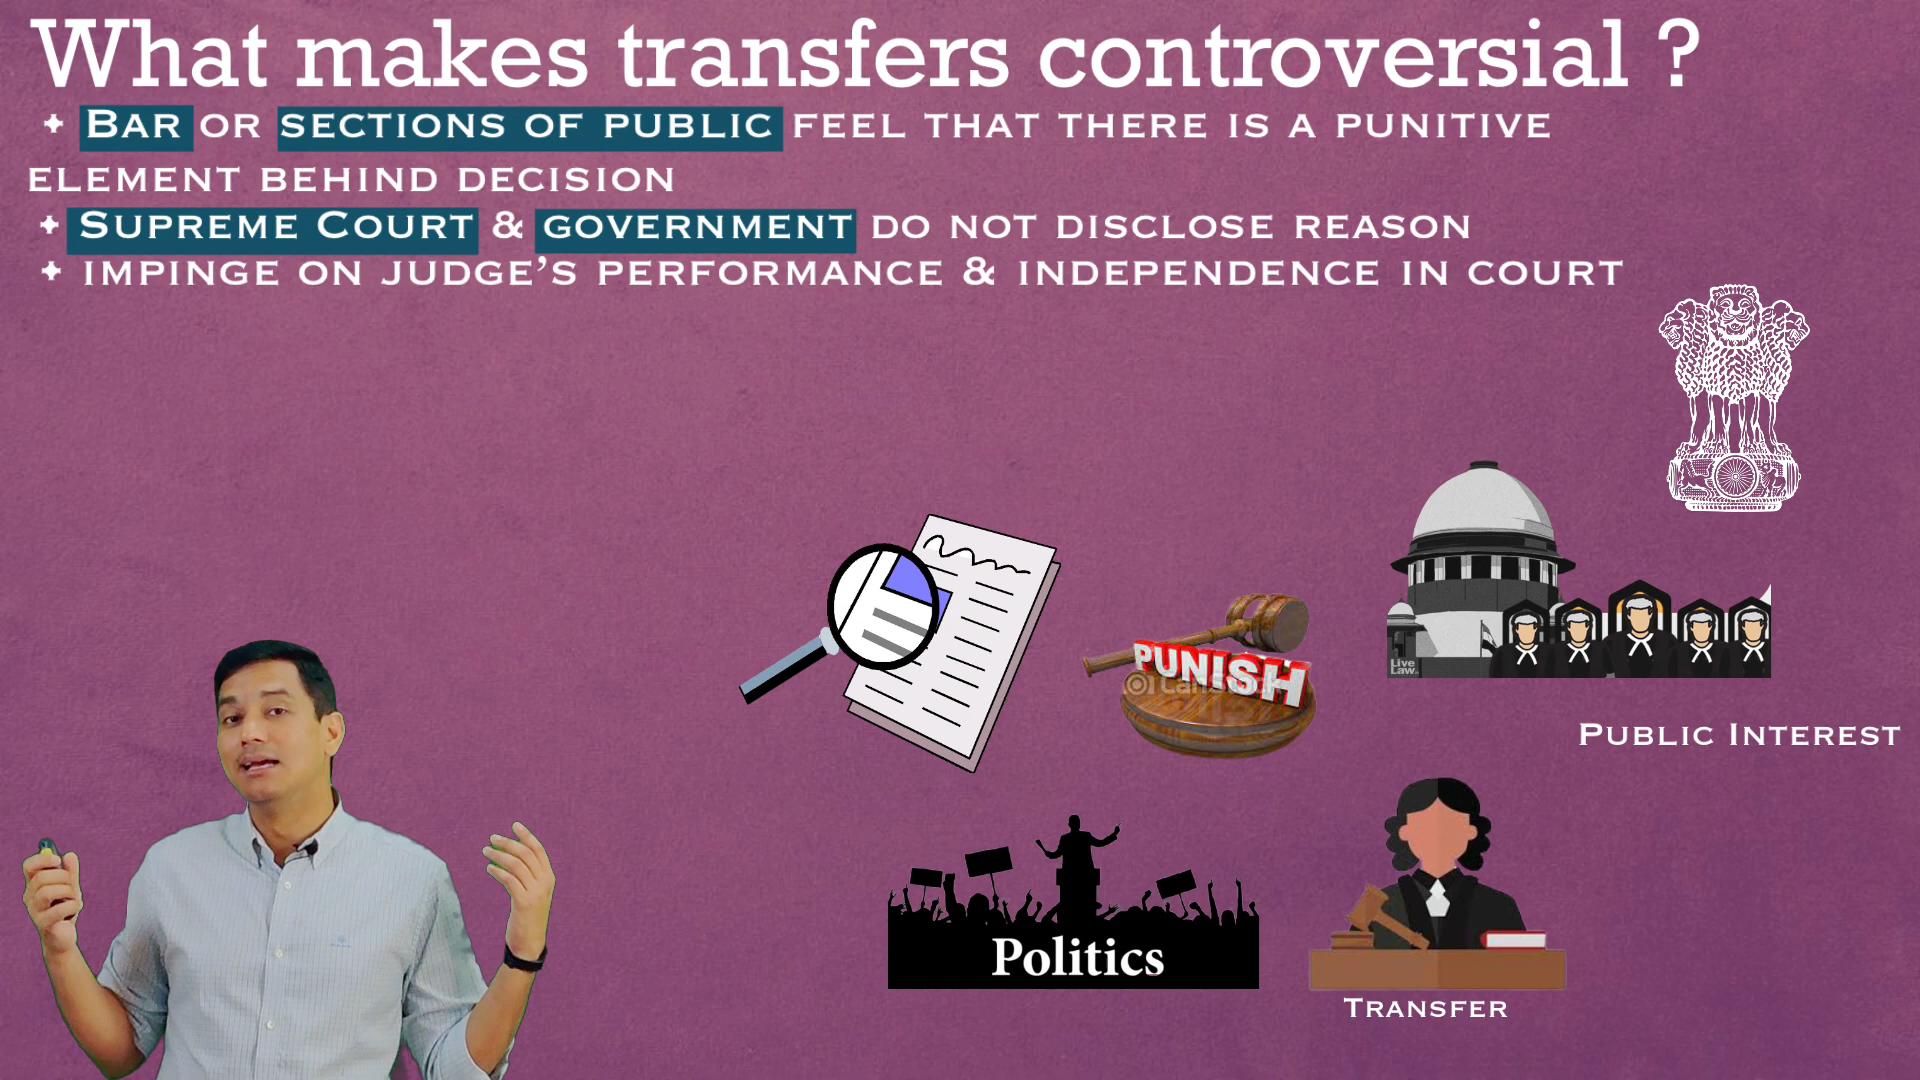 What makes transfers controversial ?
Bar or sections of public feel that there is a punitive
element behind decision
Supreme Court & government do not disclose reason
impinge on judge's performance & independence in court
PUNISH
Live
Law
Public Interest
Politics
Transfer